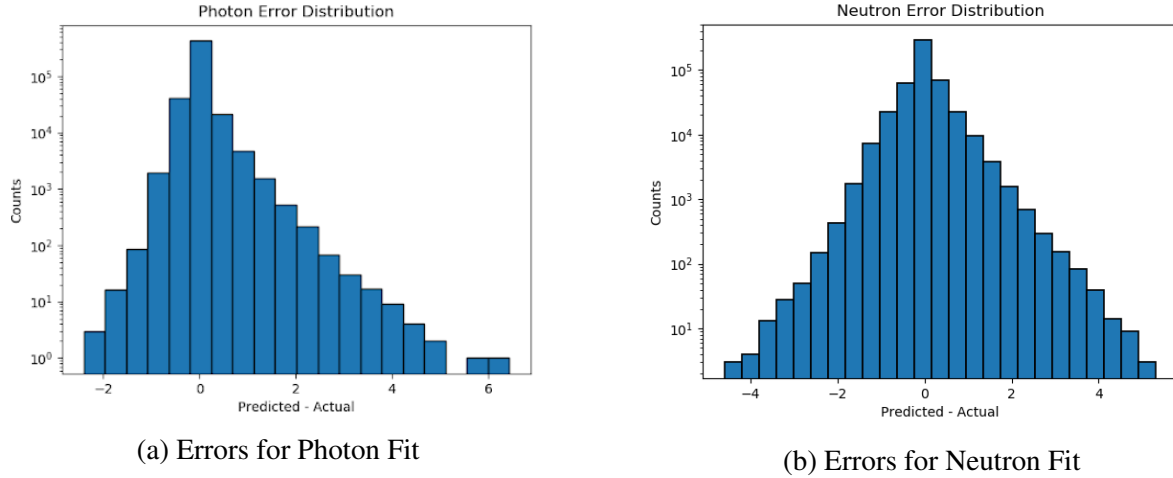 Photon Error Distribution
Counts
10^5
10^4
10^3
10^2
10^1
10^0
−2 0 2 4 6
Predicted - Actual
(a) Errors for Photon Fit
Neutron Error Distribution
Counts
10^5
10^4
10^3
10^2
10^1
−4 −2 0 2 4
Predicted - Actual
(b) Errors for Neutron Fit